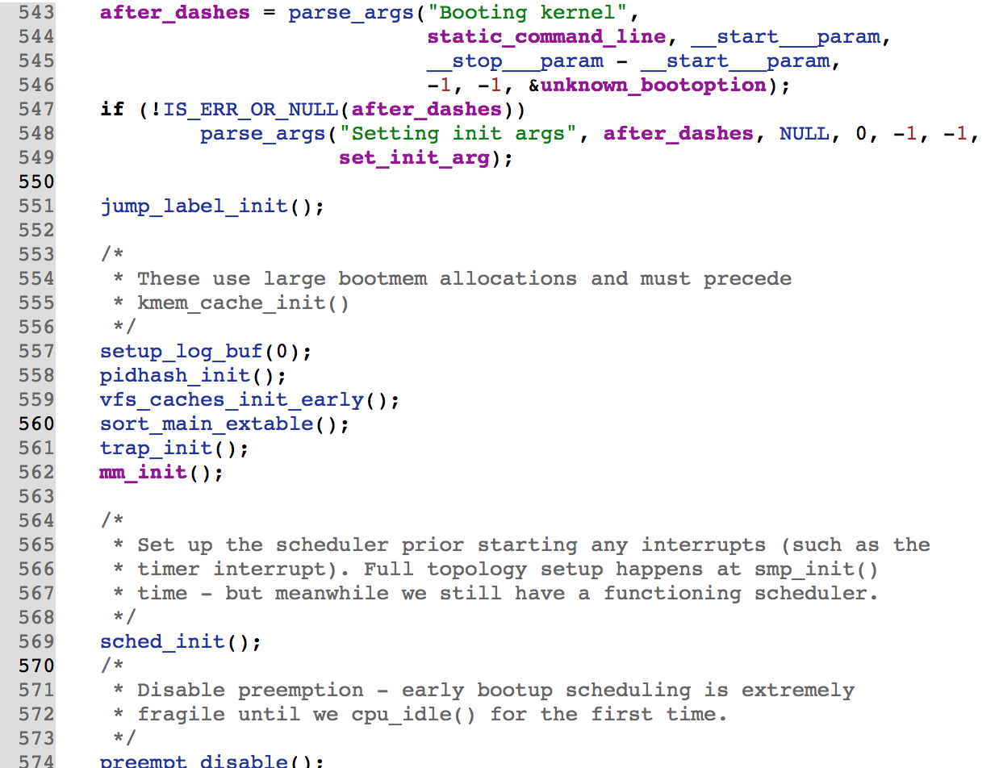 543 after_dashes = parse_args("Booting kernel",
544 static_command_line, __start___param,
545 __stop___param - __start___param,
546 -1, -1, &unknown_bootoption);
547 if (!IS_ERR_OR_NULL(after_dashes))
548 parse_args("Setting init args", after_dashes, NULL, 0, -1, -1,
549 set_init_arg);
550
551 jump_label_init();
552
553 /*
554 * These use large bootmem allocations and must precede
555 * kmem_cache_init()
556 */
557 setup_log_buf(0);
558 pidhash_init();
559 vfs_caches_init_early();
560 sort_main_extable();
561 trap_init();
562 mm_init();
563
564 /*
565 * Set up the scheduler prior starting any interrupts (such as the
566 * timer interrupt). Full topology setup happens at smp_init()
567 * time - but meanwhile we still have a functioning scheduler.
568 */
569 sched_init();
570 /*
571 * Disable preemption - early bootup scheduling is extremely
572 * fragile until we cpu_idle() for the first time.
573 */
574 preempt_disable();